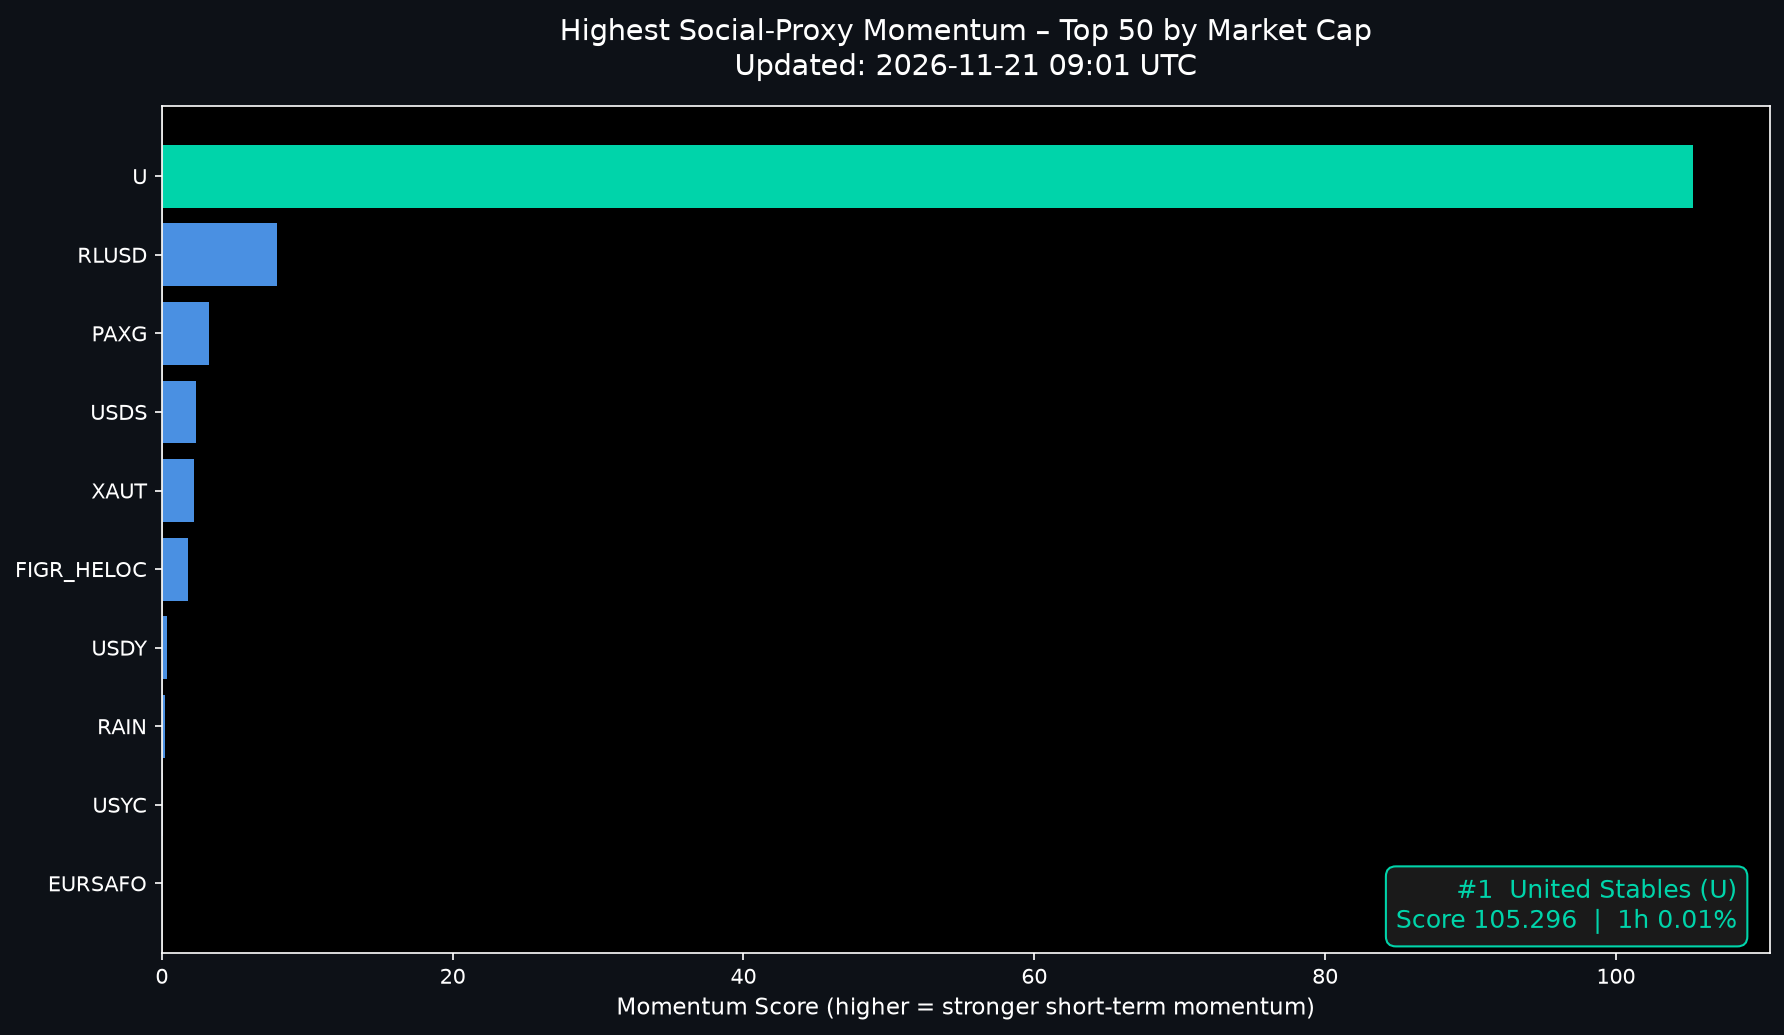 Highest Social-Proxy Momentum – Top 50 by Market Cap
Updated: 2026-11-21 09:01 UTC
U
RLUSD
PAXG
USDS
XAUT
FIGR_HELOC
USDY
RAIN
USYC
EURSAFO
#1  United Stables (U)
Score 105.296  |  1h 0.01%
0 20 40 60 80 100
Momentum Score (higher = stronger short-term momentum)